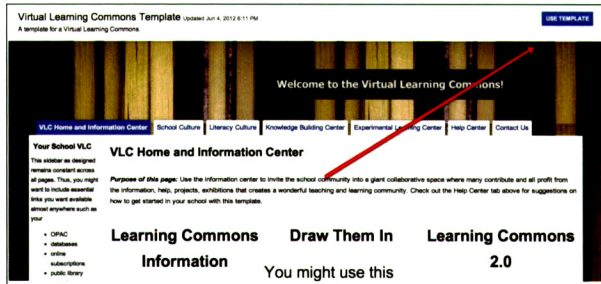 Virtual Learning Commons Template Updated Jun 4, 2012 6:11 PM
USE TEMPLATE
A template for a Virtual Learning Commons.
Welcome to the Virtual Learning Commons!
VLC Home and Information Center School Culture Literacy Culture Knowledge Building Center Experimental Learning Center Help Center Contact Us
Your School VLC
This sidebar as designed
remains constant across
all pages. Thus, you might
want to include essential
links you want available
almost anywhere such as
your
• OPAC
• databases
• online
subscriptions
• public library
VLC Home and Information Center
Purpose of this page: Use the information center to invite the school community into a giant collaborative space where many contribute and all profit from
the information, help, projects, exhibitions that creates a wonderful teaching and learning community. Check out the Help Center tab above for suggestions on
how to get started in your school with this template.
Learning Commons
Information
Draw Them In
You might use this
Learning Commons
2.0